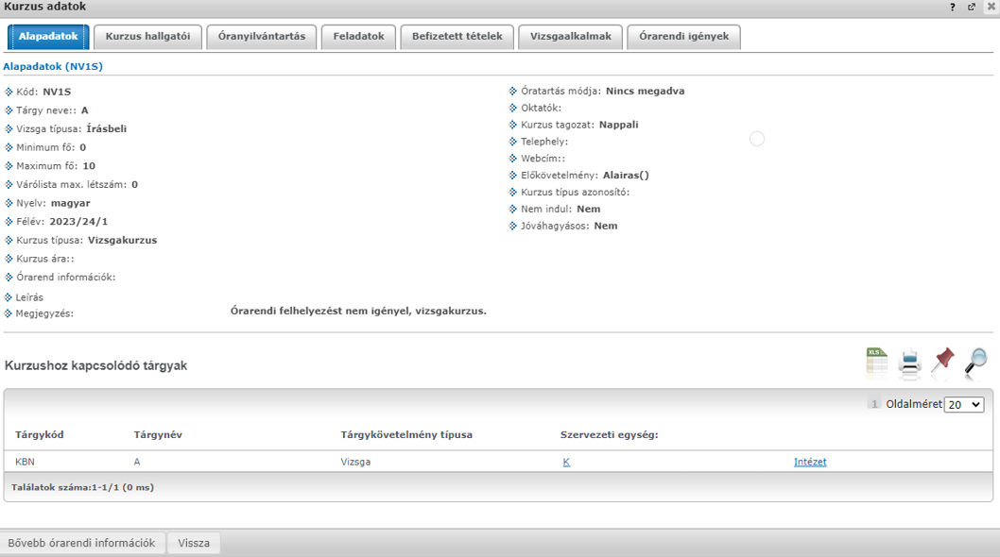 Kurzus adatok
?
Alapadatok
Kurzus hallgatói
Óranyilvántartás
Feladatok
Befizetett tételek
Vizsgaalkalmak
Órarendi igények
Alapadatok (NV1S)
Kód: NV1S
Tárgy neve:: A
Vizsga típusa: Írásbeli
Minimum fő: 0
Maximum fő: 10
Várólista max. létszám: 0
Nyelv: magyar
Félév: 2023/24/1
Kurzus típusa: Vizsgakurzus
Kurzus ára::
Órarend információk:
Leírás
Megjegyzés: Órarendi felhelyezést nem igényel, vizsgakurzus.
Óratartás módja: Nincs megadva
Oktatók:
Kurzus tagozat: Nappali
Telephely:
Webcím::
Előkövetelmény: Alairas()
Kurzus típus azonosító:
Nem indul: Nem
Jóváhagyásos: Nem
Kurzushoz kapcsolódó tárgyak
XLS
1 Oldalméret 20
Tárgykód Tárgynév Tárgykövetelmény típusa Szervezeti egység:
KBN A Vizsga K Intézet
Találatok száma:1-1/1 (0 ms)
Bővebb órarendi információk
Vissza